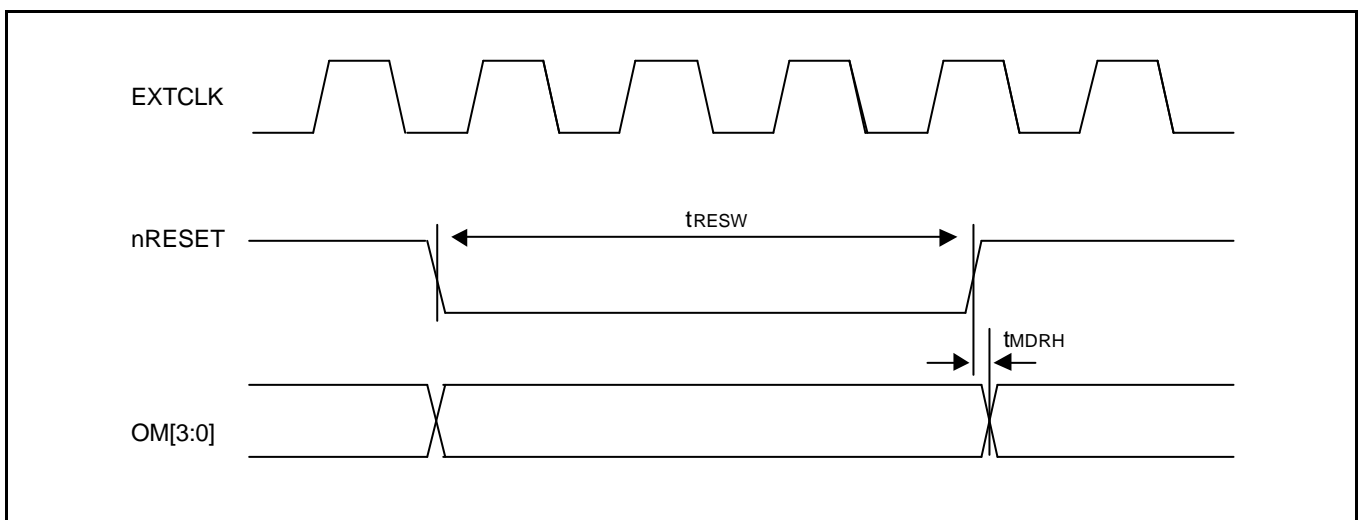 EXTCLK
tRESW
nRESET
tMDRH
OM[3:0]